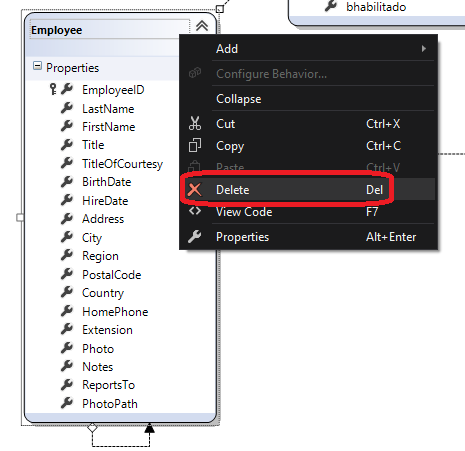 bhabilitado
Employee
Properties
EmployeeID
LastName
FirstName
Title
TitleOfCourtesy
BirthDate
HireDate
Address
City
Region
PostalCode
Country
HomePhone
Extension
Photo
Notes
ReportsTo
PhotoPath
Add
Configure Behavior...
Collapse
Cut Ctrl+X
Copy Ctrl+C
Paste Ctrl+V
Delete Del
View Code F7
Properties Alt+Enter